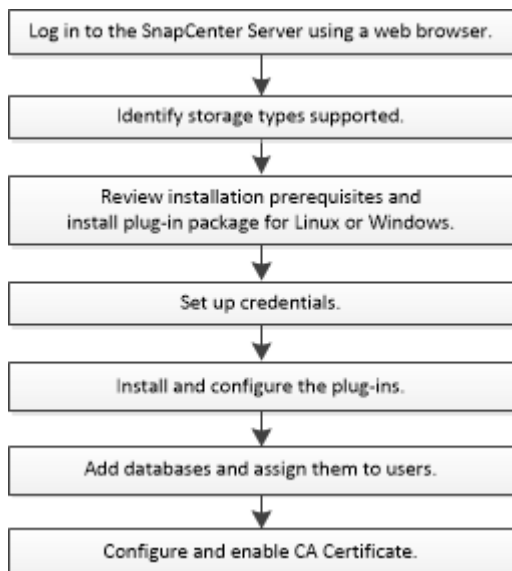 Log in to the SnapCenter Server using a web browser.
Identify storage types supported.
Review installation prerequisites and
install plug-in package for Linux or Windows.
Set up credentials.
Install and configure the plug-ins.
Add databases and assign them to users.
Configure and enable CA Certificate.